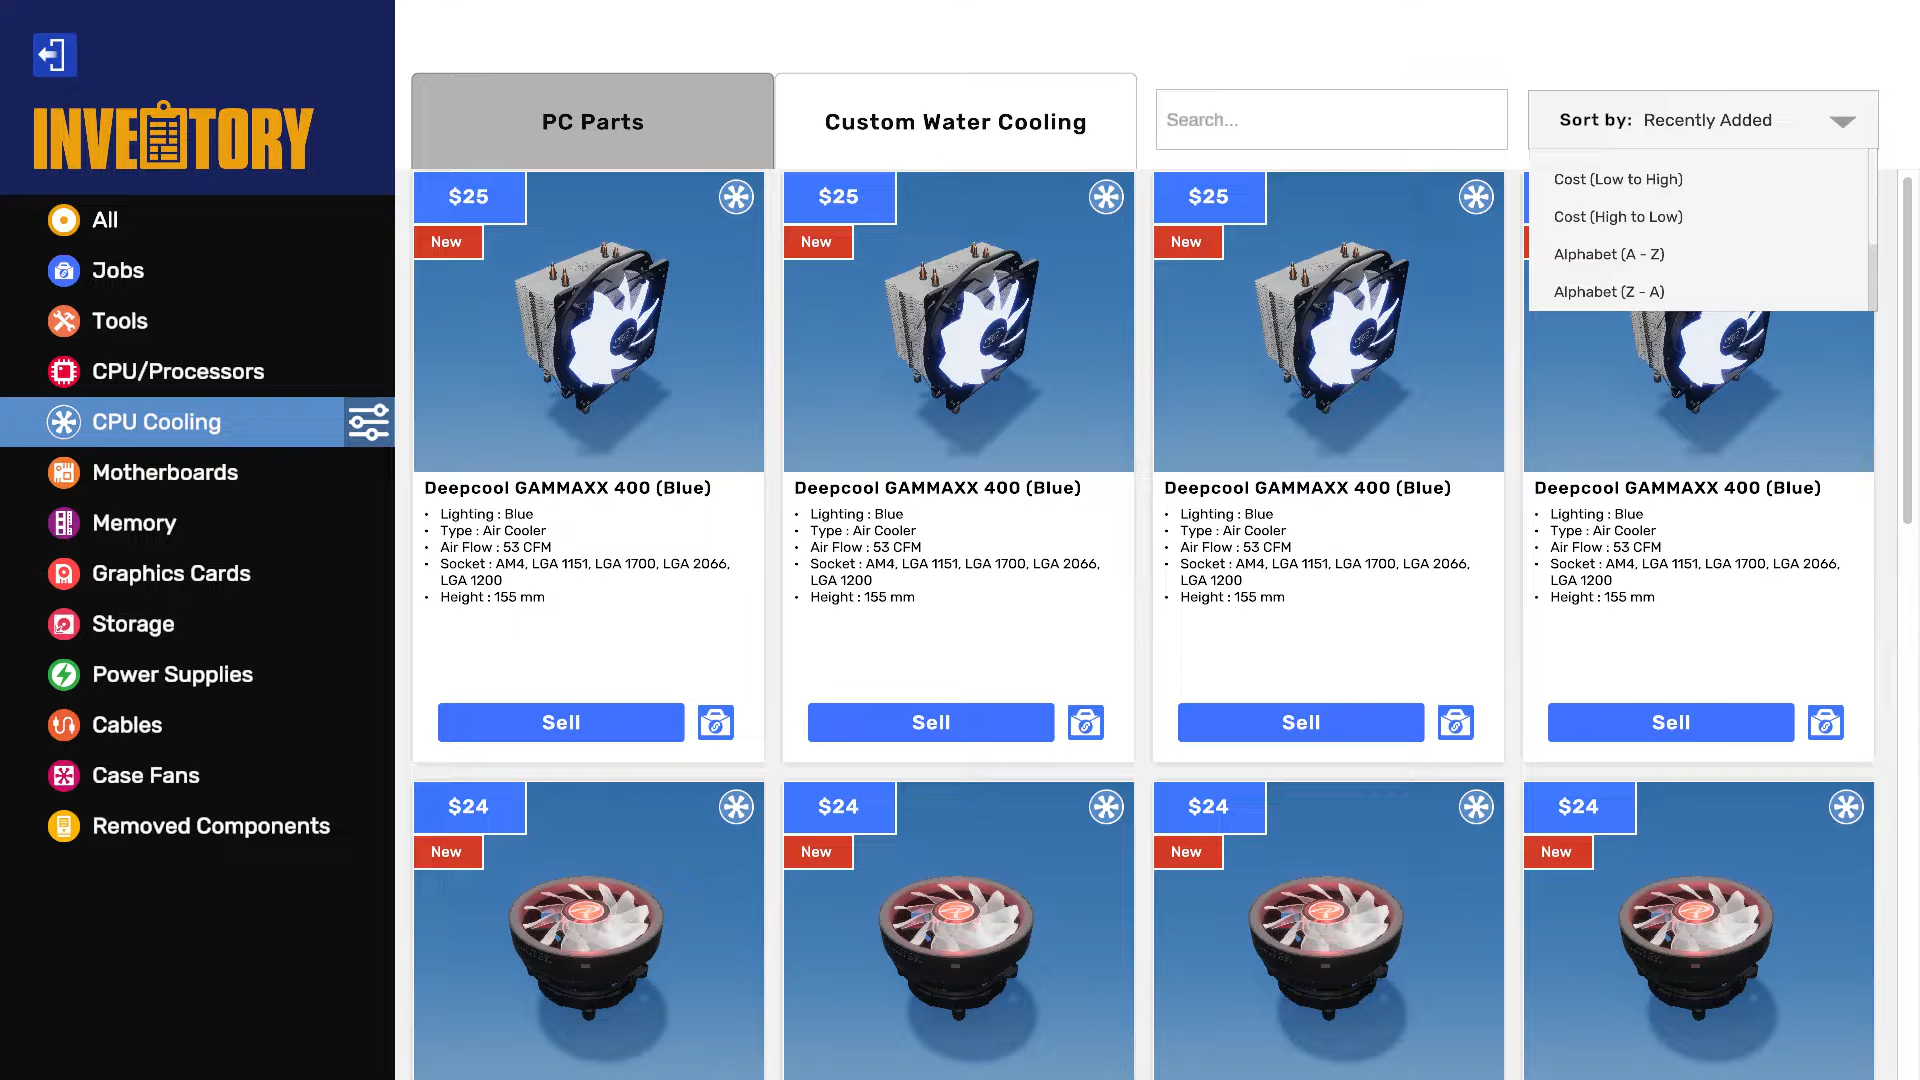 INVENTORY
All
Jobs
Tools
CPU/Processors
CPU Cooling
Motherboards
Memory
Graphics Cards
Storage
Power Supplies
Cables
Case Fans
Removed Components
PC Parts
Custom Water Cooling
Search...
Sort by: Recently Added
Cost (Low to High)
Cost (High to Low)
Alphabet (A - Z)
Alphabet (Z - A)
$25
New
Deepcool GAMMAXX 400 (Blue)
• Lighting : Blue
• Type : Air Cooler
• Air Flow : 53 CFM
• Socket : AM4, LGA 1151, LGA 1700, LGA 2066,
LGA 1200
• Height : 155 mm
Sell
$25
New
Deepcool GAMMAXX 400 (Blue)
• Lighting : Blue
• Type : Air Cooler
• Air Flow : 53 CFM
• Socket : AM4, LGA 1151, LGA 1700, LGA 2066,
LGA 1200
• Height : 155 mm
Sell
$25
New
Deepcool GAMMAXX 400 (Blue)
• Lighting : Blue
• Type : Air Cooler
• Air Flow : 53 CFM
• Socket : AM4, LGA 1151, LGA 1700, LGA 2066,
LGA 1200
• Height : 155 mm
Sell
Deepcool GAMMAXX 400 (Blue)
• Lighting : Blue
• Type : Air Cooler
• Air Flow : 53 CFM
• Socket : AM4, LGA 1151, LGA 1700, LGA 2066,
LGA 1200
• Height : 155 mm
Sell
$24
New
$24
New
$24
New
$24
New